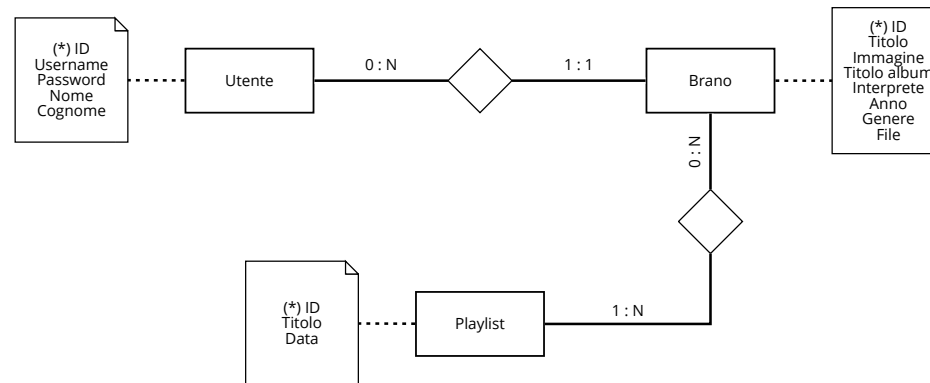 (*) ID
Username
Password
Nome
Cognome
Utente
0 : N
1 : 1
Brano
(*) ID
Titolo
Immagine
Titolo album
Interprete
Anno
Genere
File
0 : N
(*) ID
Titolo
Data
Playlist
1 : N